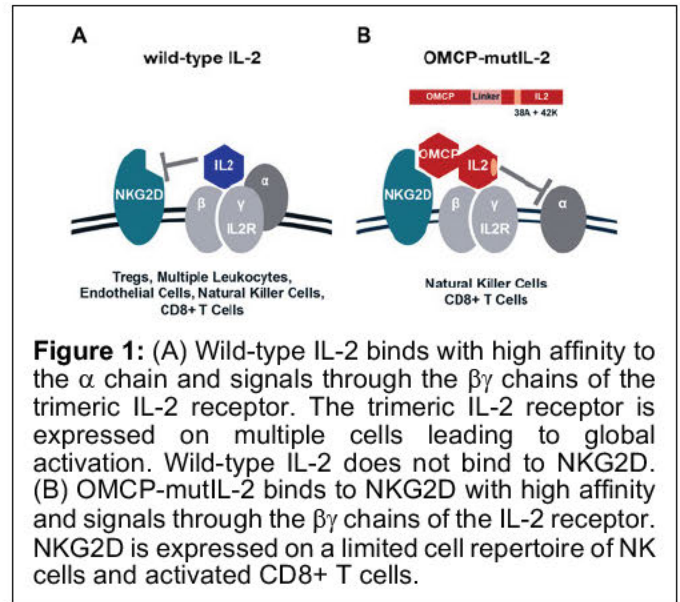 A
wild-type IL-2
NKG2D
IL2
α
β
γ
IL2R
Tregs, Multiple Leukocytes,
Endothelial Cells, Natural Killer Cells,
CD8+ T Cells
B
OMCP-mutIL-2
OMCP Linker IL2
38A + 42K
OMCP
IL2
NKG2D
β
γ
α
IL2R
Natural Killer Cells
CD8+ T Cells
Figure 1: (A) Wild-type IL-2 binds with high affinity to
the α chain and signals through the βγ chains of the
trimeric IL-2 receptor. The trimeric IL-2 receptor is
expressed on multiple cells leading to global
activation. Wild-type IL-2 does not bind to NKG2D.
(B) OMCP-mutIL-2 binds to NKG2D with high affinity
and signals through the βγ chains of the IL-2 receptor.
NKG2D is expressed on a limited cell repertoire of NK
cells and activated CD8+ T cells.